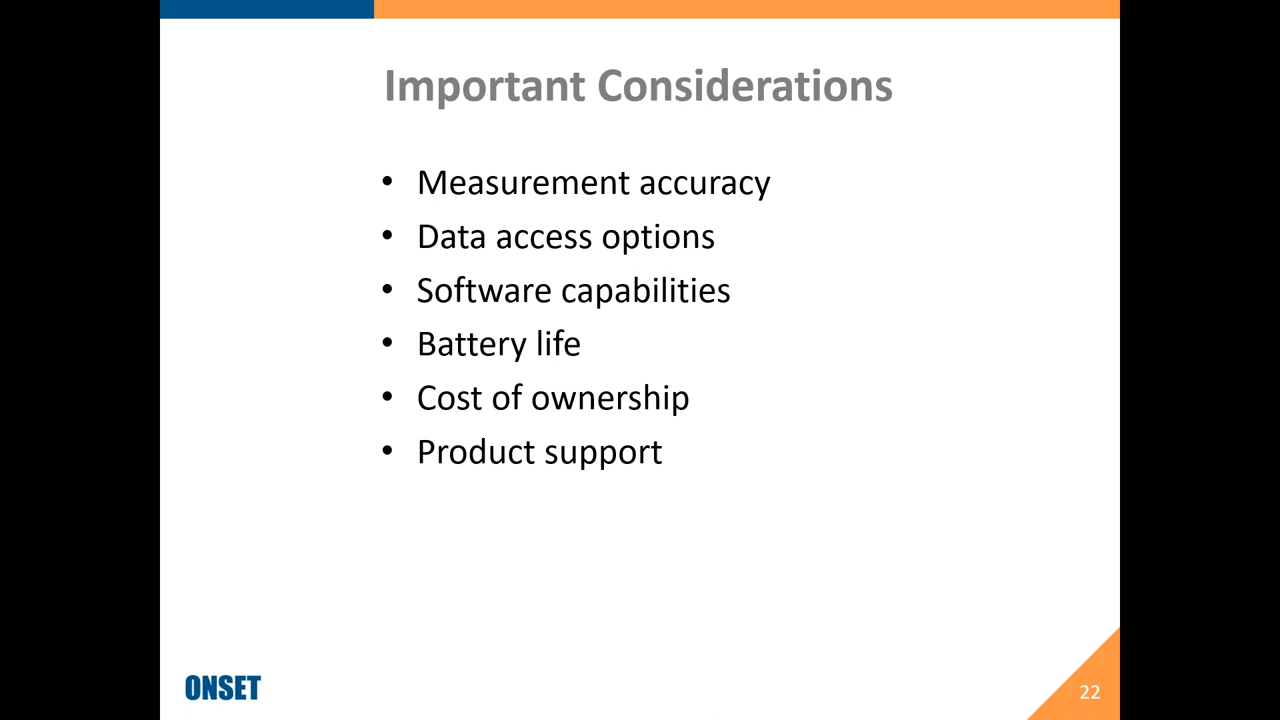 Important Considerations
• Measurement accuracy
• Data access options
• Software capabilities
• Battery life
• Cost of ownership
• Product support
ONSET
22